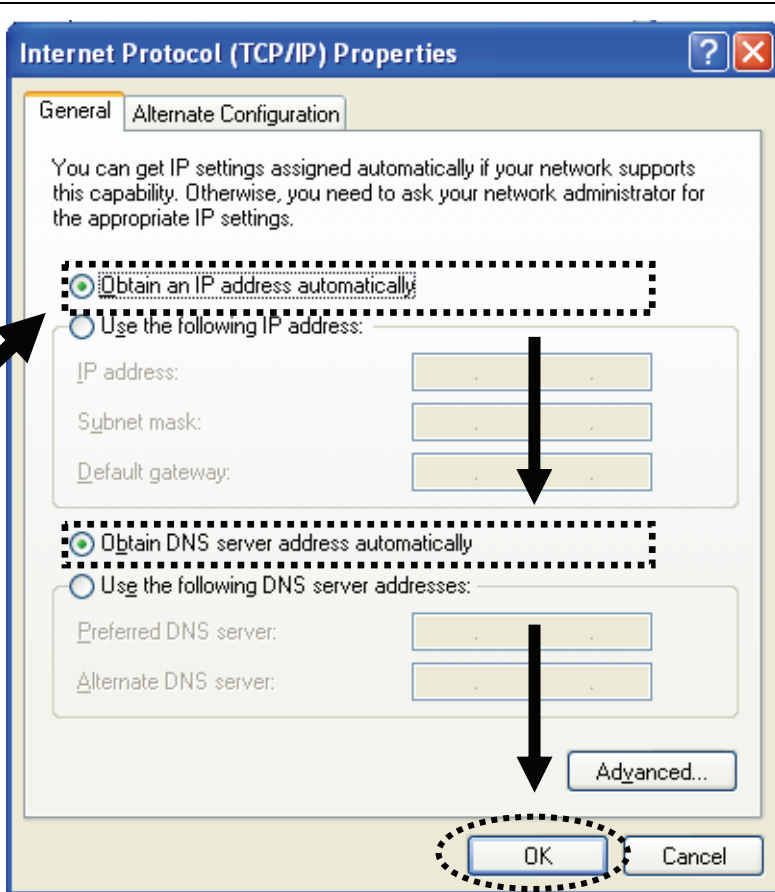 Internet Protocol (TCP/IP) Properties
General
Alternate Configuration
You can get IP settings assigned automatically if your network supports
this capability. Otherwise, you need to ask your network administrator for
the appropriate IP settings.
Obtain an IP address automatically
Use the following IP address:
IP address:
Subnet mask:
Default gateway:
Obtain DNS server address automatically
Use the following DNS server addresses:
Preferred DNS server:
Alternate DNS server:
Advanced...
OK
Cancel